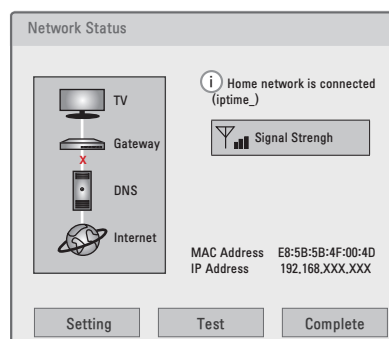 Network Status
TV
Gateway
X
DNS
Internet
i Home network is connected
(iptime_)
Signal Strengh
MAC Address E8:5B:5B:4F:00:4D
IP Address 192.168.XXX.XXX
Setting
Test
Complete